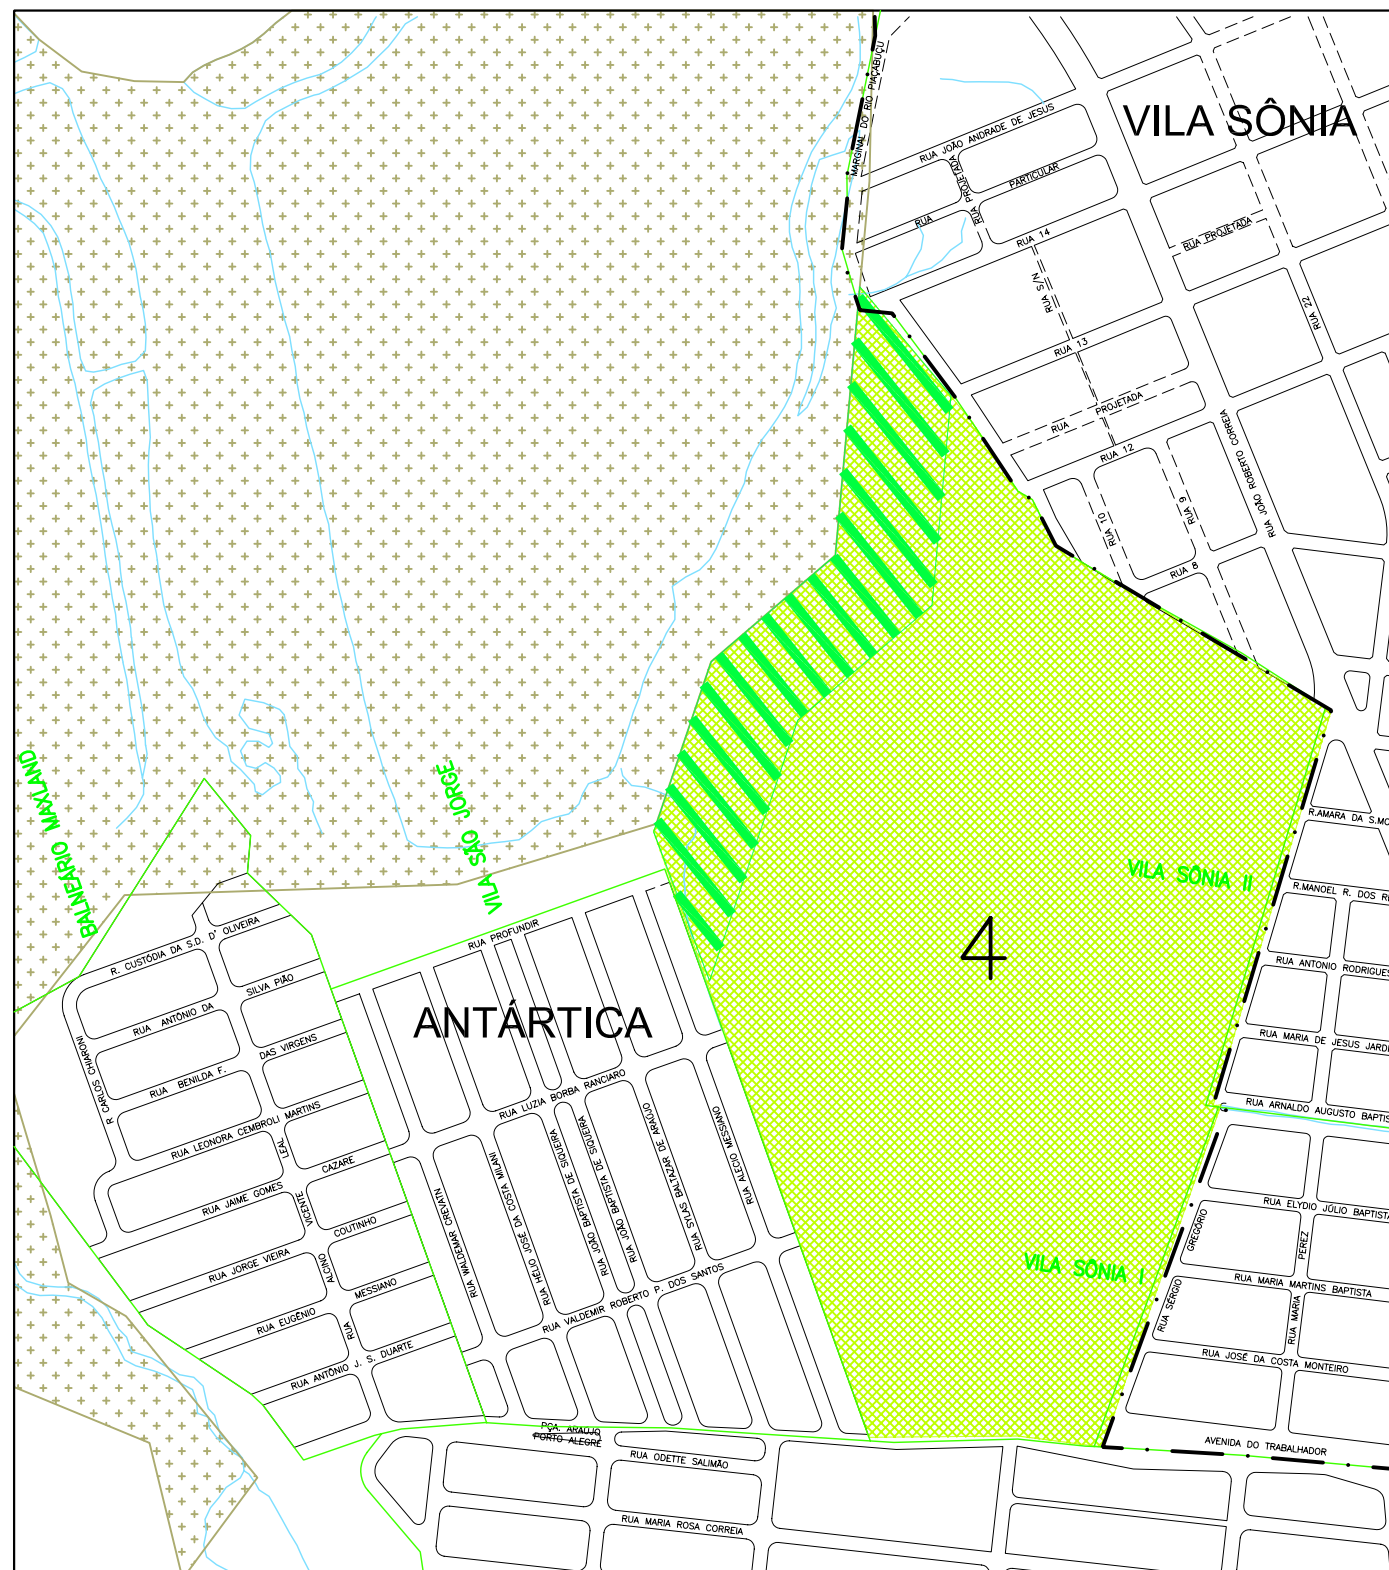 MARGINAL DO RIO PIAÇABUÇU
VILA SÔNIA
RUA JOÃO ANDRADE DE JESUS
RUA PROJETADA
RUA PARTICULAR
RUA 14
RUA PROJETADA
RUA S/N
RUA 22
RUA 13
RUA PROJETADA
RUA 12
RUA JOÃO ROBERTO CORREIA
RUA 9
RUA 10
RUA 8
BALNEÁRIO MAXLAND
VILA SÃO JORGE
VILA SÔNIA II
4
ANTÁRTICA
VILA SÔNIA I
R.AMARA DA S.MO
R.MANOEL R. DOS RE
RUA ANTONIO RODRIGUES
RUA MARIA DE JESUS JARDI
RUA ARNALDO AUGUSTO BAPTIS
RUA ELYDIO JÚLIO BAPTISTA
RUA SÉRGIO GREGÓRIO
RUA MARIA PEREZ
RUA MARIA MARTINS BAPTISTA
RUA JOSÉ DA COSTA MONTEIRO
AVENIDA DO TRABALHADOR
RUA PROFUNDIR
R. CUSTÓDIA DA S.D. D' OLIVEIRA
RUA ANTÔNIO DA SILVA PIÃO
R CARLOS CHIARONI
RUA BENILDA F. DAS VIRGENS
RUA LEONORA CEMBROLI MARTINS
RUA JAIME GOMES CAZARE
RUA JORGE VIEIRA COUTINHO
RUA EUGÊNIO MESSIANO
RUA ALCINO VICENTE LEAL
RUA ANTÔNIO J. S. DUARTE
RUA LUZIA BORBA RANCIARO
RUA WALDEMAR CREVATN
RUA HÉLIO JOSÉ DA COSTA MILANI
RUA JOÃO BAPTISTA DE SIQUEIRA
RUA JOÃO BAPTISTA DE SIQUEIRA
RUA SYLAS BALTAZAR DE ARAÚJO
RUA ALECIO MESSIANO
RUA VALDEMIR ROBERTO P. DOS SANTOS
PÇA. ARAUJO
PORTO ALEGRE
RUA ODETTE SALIMÃO
RUA MARIA ROSA CORREIA